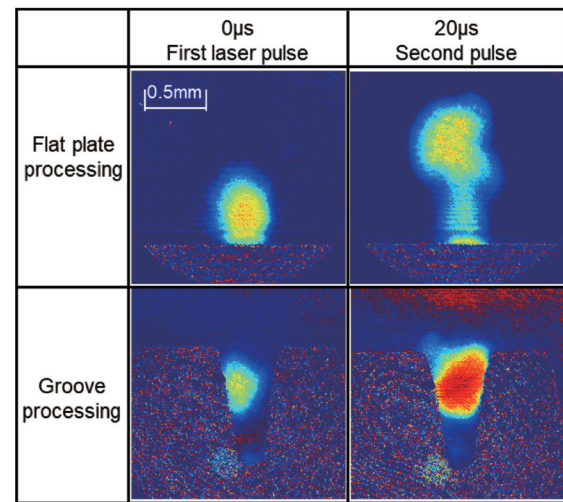 0μs
First laser pulse
20μs
Second pulse
Flat plate
processing
0.5mm
Groove
processing